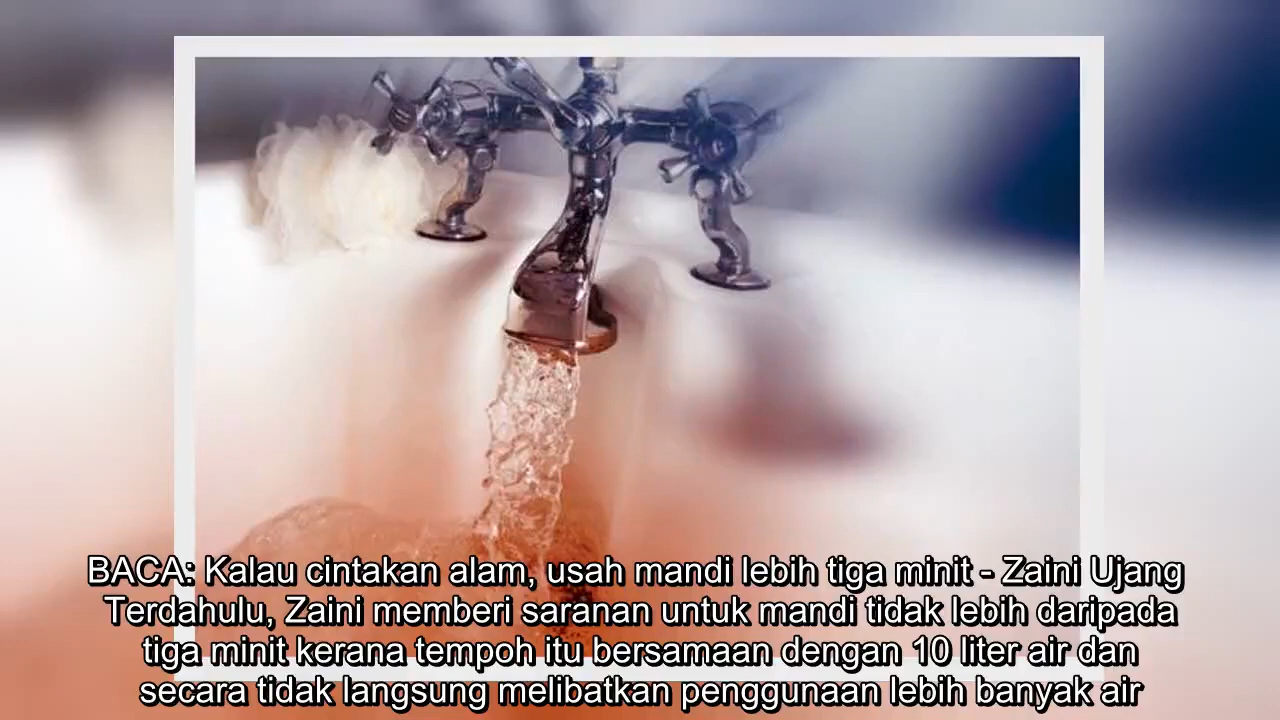 BACA: Kalau cintakan alam, usah mandi lebih tiga minit - Zaini Ujang
Terdahulu, Zaini memberi saranan untuk mandi tidak lebih daripada
tiga minit kerana tempoh itu bersamaan dengan 10 liter air dan
secara tidak langsung melibatkan penggunaan lebih banyak air